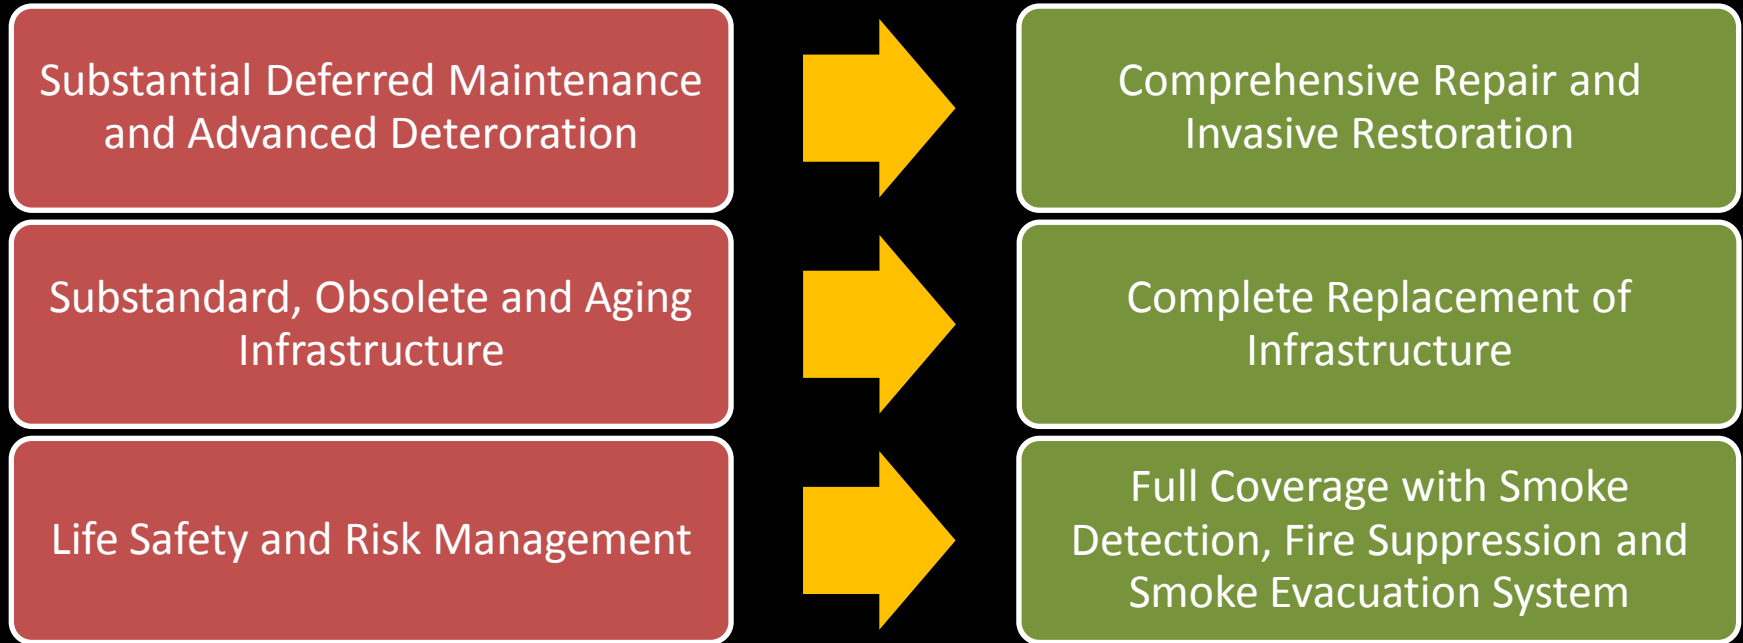 Substantial Deferred Maintenance
and Advanced Deteroration
Comprehensive Repair and
Invasive Restoration
Substandard, Obsolete and Aging
Infrastructure
Complete Replacement of
Infrastructure
Life Safety and Risk Management
Full Coverage with Smoke
Detection, Fire Suppression and
Smoke Evacuation System